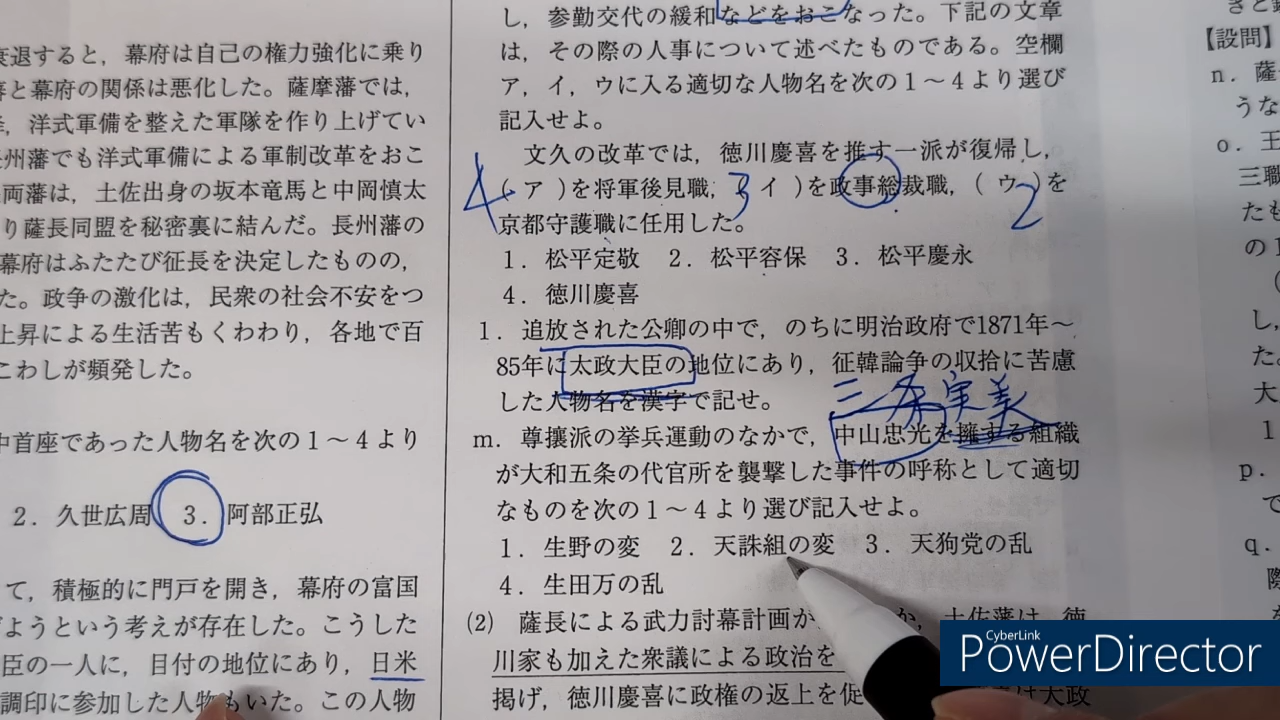 衰退すると，幕府は自己の権力強化に乗り
と幕府の関係は悪化した。薩摩藩では，
洋式軍備を整えた軍隊を作り上げてい
州藩でも洋式軍備による軍制改革をおこ
両藩は，土佐出身の坂本竜馬と中岡慎太
り薩長同盟を秘密裏に結んだ。長州藩の
幕府はふたたび征長を決定したものの，
た。政争の激化は，民衆の社会不安をつ
上昇による生活苦もくわわり，各地で百
こわしが頻発した。
中首座であった人物名を次の1～4より
2．久世広周 3．阿部正弘
て，積極的に門戸を開き，幕府の富国
ようという考えが存在した。こうした
臣の一人に，目付の地位にあり，日米
調印に参加した人物もいた。この人物
し，参勤交代の緩和などをおこなった。下記の文章
は，その際の人事について述べたものである。空欄
ア，イ，ウに入る適切な人物名を次の1～4より選び
記入せよ。
文久の改革では，徳川慶喜を推す一派が復帰し，
4（ ア ）を将軍後見職，3 イ ）を政事総裁職，（ ウ 2 ）を
京都守護職に任用した。
1．松平定敬 2．松平容保 3．松平慶永
4．徳川慶喜
l．追放された公卿の中で，のちに明治政府で1871年～
85年に太政大臣の地位にあり，征韓論争の収拾に苦慮
した人物名を漢字で記せ。
三条実美
m．尊攘派の挙兵運動のなかで，中山忠光を擁する組織
が大和五条の代官所を襲撃した事件の呼称として適切
なものを次の1～4より選び記入せよ。
1．生野の変 2．天誅組の変 3．天狗党の乱
4．生田万の乱
(2) 薩長による武力討幕計画が
川家も加えた衆議による政治を
掲げ，徳川慶喜に政権の返上を促
大政
【設問】
n．薩
うな
o．王
三職
たも
の1
し，
た。
大
1
p．
で
q．
際
CyberLink
PowerDirector